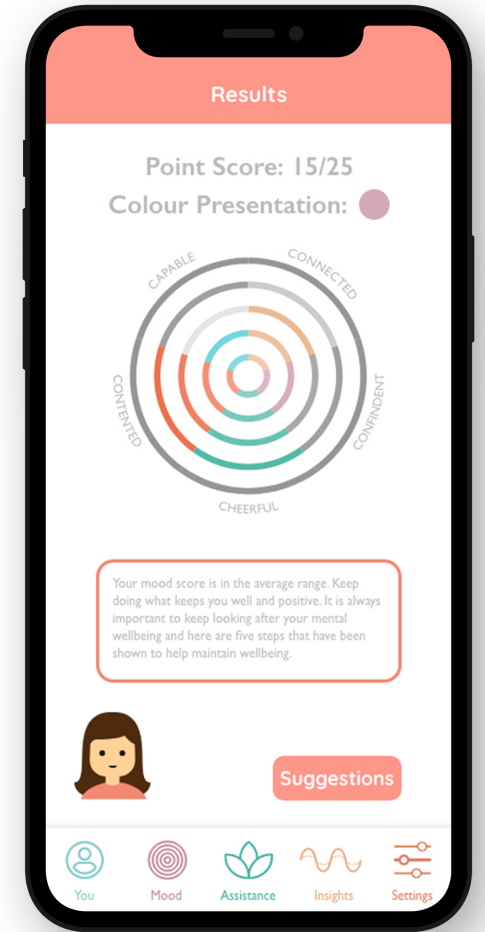 Results
Point Score: 15/25
Colour Presentation:
CAPABLE
CONNECTED
CONTENTED
CONFINDENT
CHEERFUL
Your mood score is in the average range. Keep
doing what keeps you well and positive. It is always
important to keep looking after your mental
wellbeing and here are five steps that have been
shown to help maintain wellbeing.
Suggestions
You
Mood
Assistance
Insights
Settings